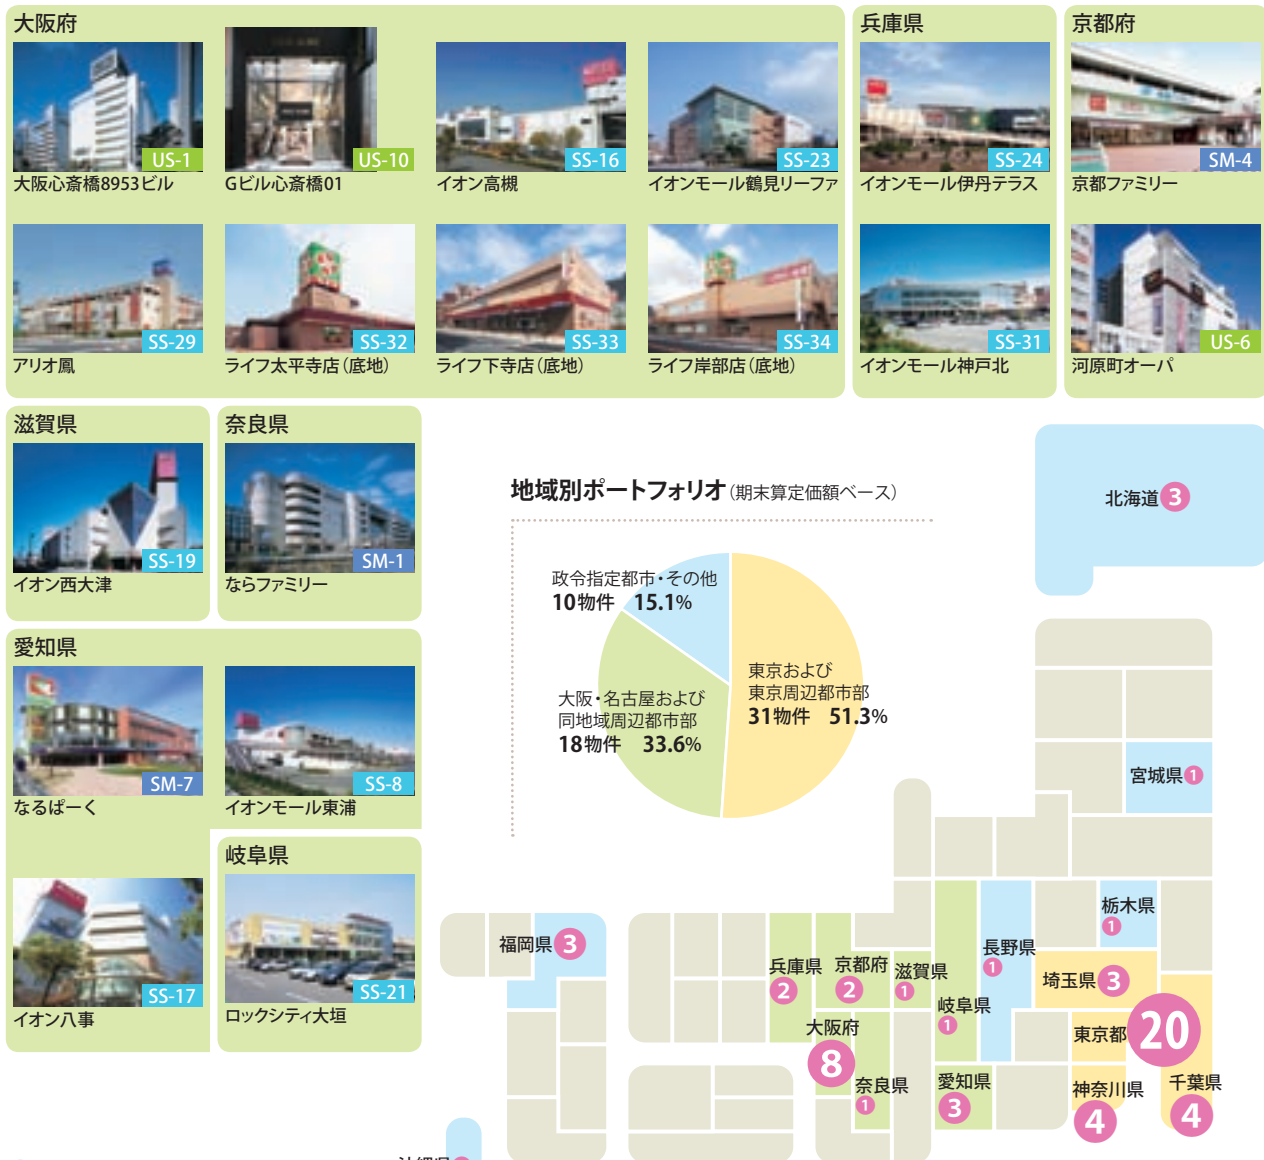 大阪府
US-1
大阪心斎橋8953ビル
US-10
Gビル心斎橋01
SS-16
イオン高槻
SS-23
イオンモール鶴見リーファ
SS-29
アリオ鳳
SS-32
ライフ太平寺店（底地）
SS-33
ライフ下寺店（底地）
SS-34
ライフ岸部店（底地）
兵庫県
SS-24
イオンモール伊丹テラス
SS-31
イオンモール神戸北
京都府
SM-4
京都ファミリー
US-6
河原町オーパ
滋賀県
SS-19
イオン西大津
奈良県
SM-1
ならファミリー
愛知県
SM-7
なるぱーく
SS-8
イオンモール東浦
SS-17
イオン八事
岐阜県
SS-21
ロックシティ大垣
地域別ポートフォリオ（期末算定価額ベース）
政令指定都市・その他
10物件 15.1%
大阪・名古屋および
同地域周辺都市部
18物件 33.6%
東京および
東京周辺都市部
31物件 51.3%
北海道 3
宮城県 1
栃木県
1
長野県
1
埼玉県 3
東京都 20
神奈川県
4
千葉県
4
福岡県 3
兵庫県
2
京都府
2
滋賀県
1
岐阜県
1
大阪府
8
奈良県
1
愛知県
3